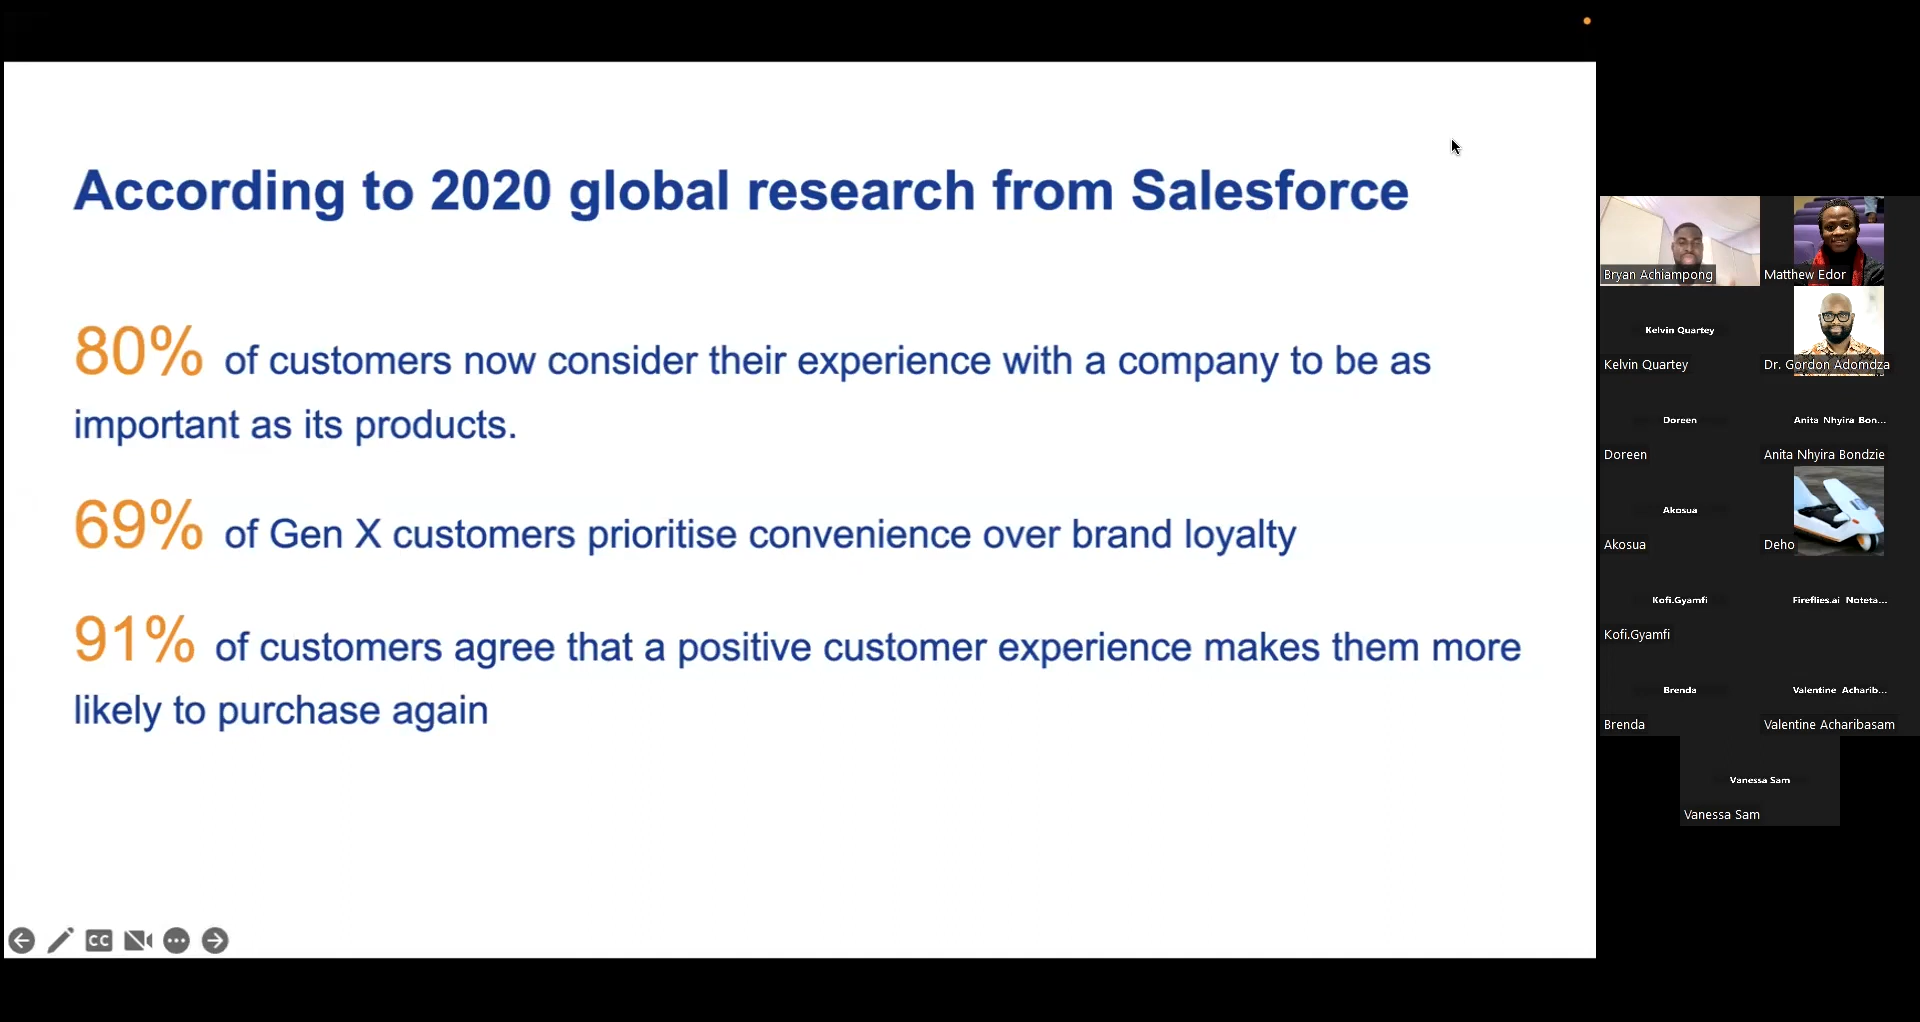 According to 2020 global research from Salesforce
80% of customers now consider their experience with a company to be as
important as its products.
69% of Gen X customers prioritise convenience over brand loyalty
91% of customers agree that a positive customer experience makes them more
likely to purchase again
CC
Bryan Achiampong
Matthew Edor
Kelvin Quartey
Kelvin Quartey
Dr. Gordon Adomdza
Doreen
Anita Nhyira Bon...
Doreen
Anita Nhyira Bondzie
Akosua
Akosua
Deho
Kofi.Gyamfi
Fireflies.ai Noteta...
Kofi.Gyamfi
Brenda
Valentine Acharib...
Brenda
Valentine Acharibasam
Vanessa Sam
Vanessa Sam